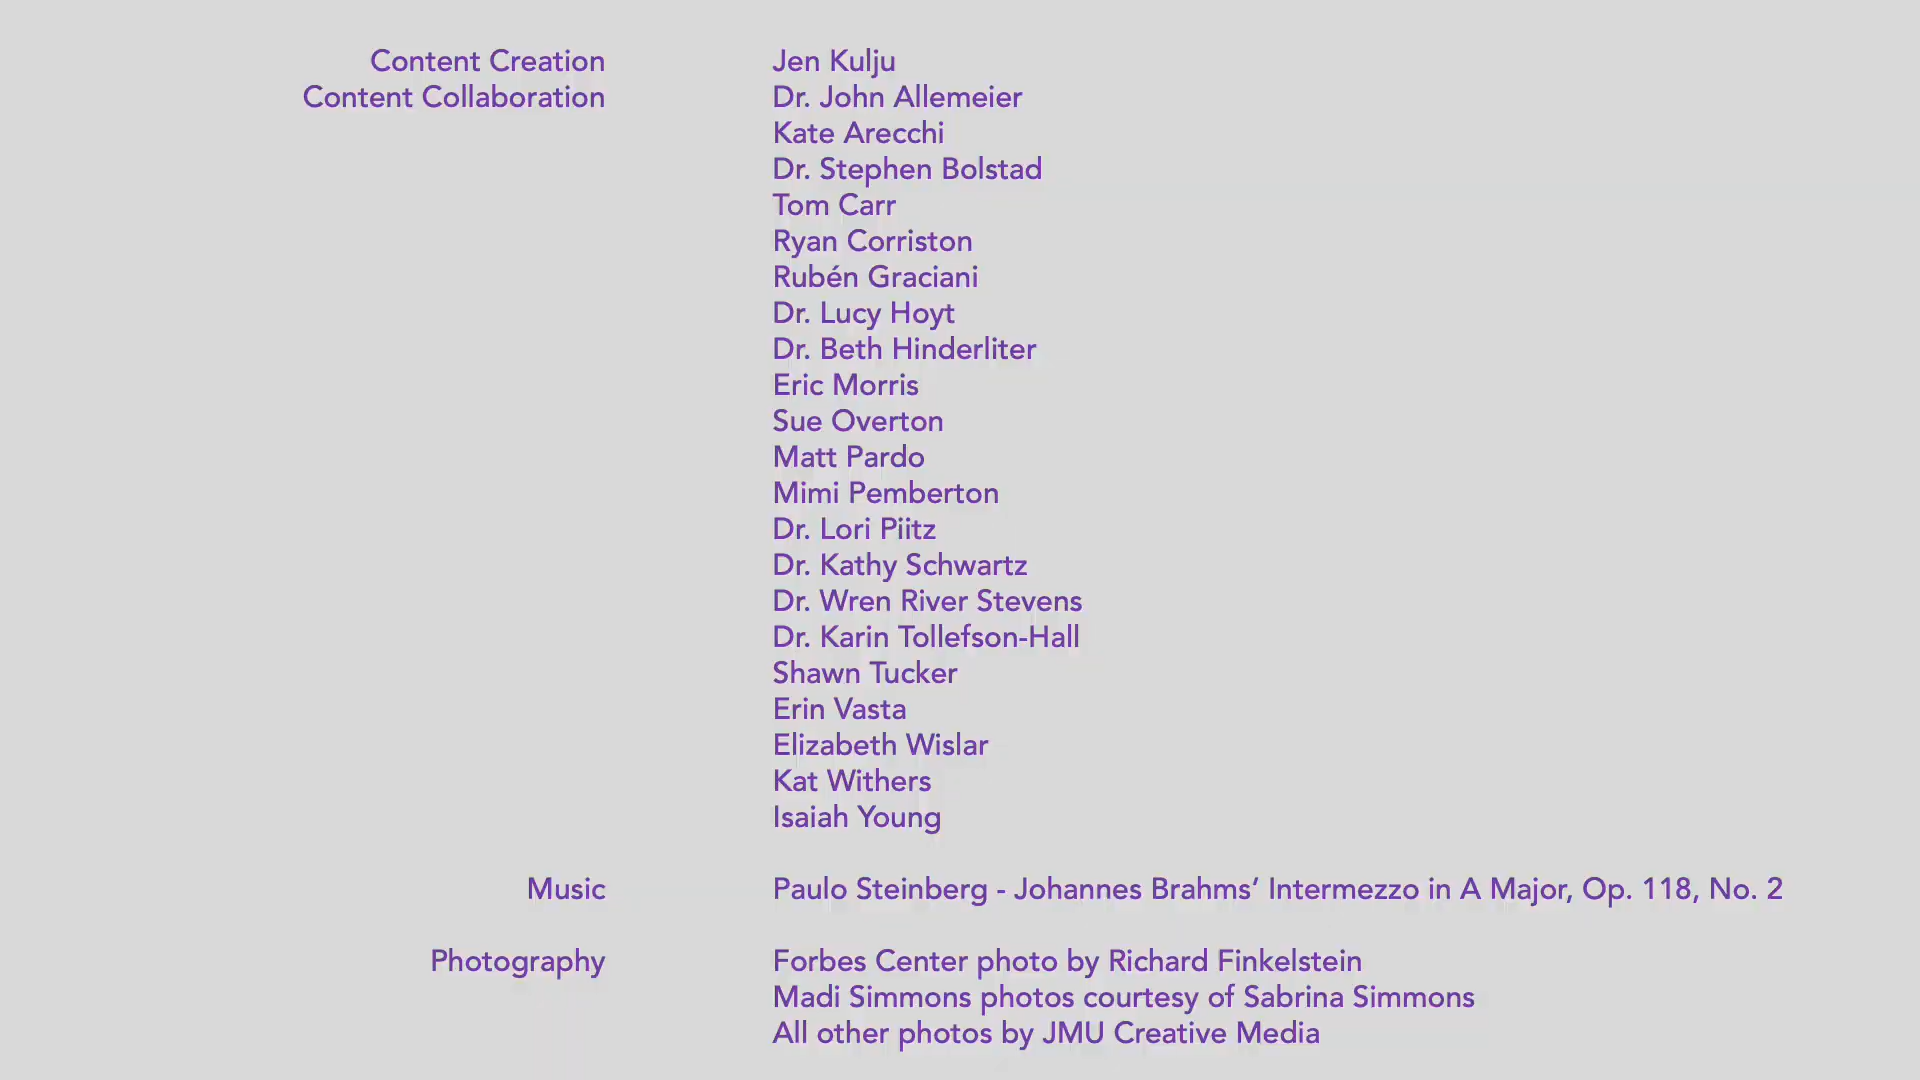 Content Creation Jen Kulju
Content Collaboration Dr. John Allemeier
Kate Arecchi
Dr. Stephen Bolstad
Tom Carr
Ryan Corriston
Rubén Graciani
Dr. Lucy Hoyt
Dr. Beth Hinderliter
Eric Morris
Sue Overton
Matt Pardo
Mimi Pemberton
Dr. Lori Piitz
Dr. Kathy Schwartz
Dr. Wren River Stevens
Dr. Karin Tollefson-Hall
Shawn Tucker
Erin Vasta
Elizabeth Wislar
Kat Withers
Isaiah Young
Music Paulo Steinberg - Johannes Brahms’ Intermezzo in A Major, Op. 118, No. 2
Photography Forbes Center photo by Richard Finkelstein
Madi Simmons photos courtesy of Sabrina Simmons
All other photos by JMU Creative Media